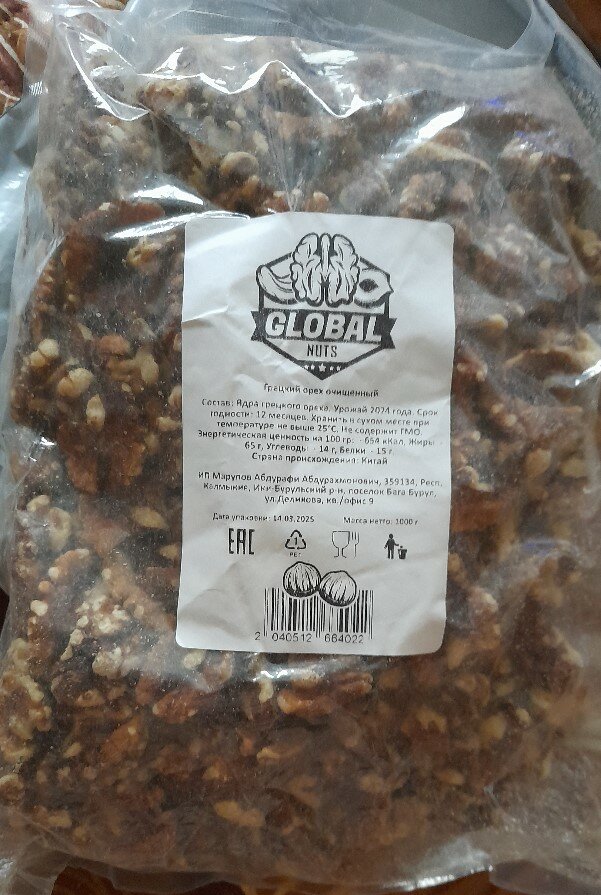 GLOBAL
NUTS
Грецкий орех очищенный
Состав: Ядра грецкого ореха. Урожай 2024 года. Срок
годности: 12 месяцев. Хранить в сухом месте при
температуре не выше 25°С. Не содержит ГМО.
Энергетическая ценность на 100 гр: - 654 кКал, Жиры
65 г, Углеводы - 14 г, Белки - 15 г.
Страна происхождения: Китай
ИП Марупов Абдурафи Абдурахмонович, 359134, Респ.
Калмыкия, Ики-Бурульский р-н, поселок Бага Бурул,
ул. кв./офис 9
Дата упаковки: 14.03.2025 Масса нетто: 1000 г
EAC
1
PET
2 040512 664022